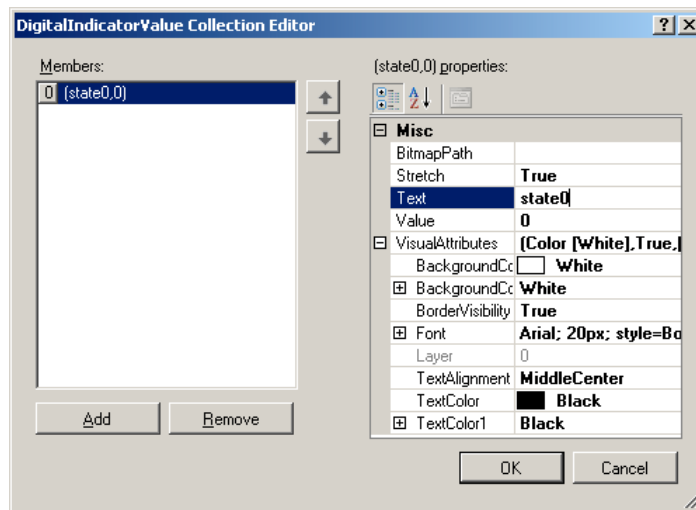 DigitalIndicatorValue Collection Editor
Members:
0 (state0,0)
Add
Remove
(state0,0) properties:
Misc
BitmapPath
Stretch True
Text state0
Value 0
VisualAttributes (Color [White],True,[
BackgroundCo White
BackgroundCo White
BorderVisibility True
Font Arial; 20px; style=Bo
Layer 0
TextAlignment MiddleCenter
TextColor Black
TextColor1 Black
OK
Cancel